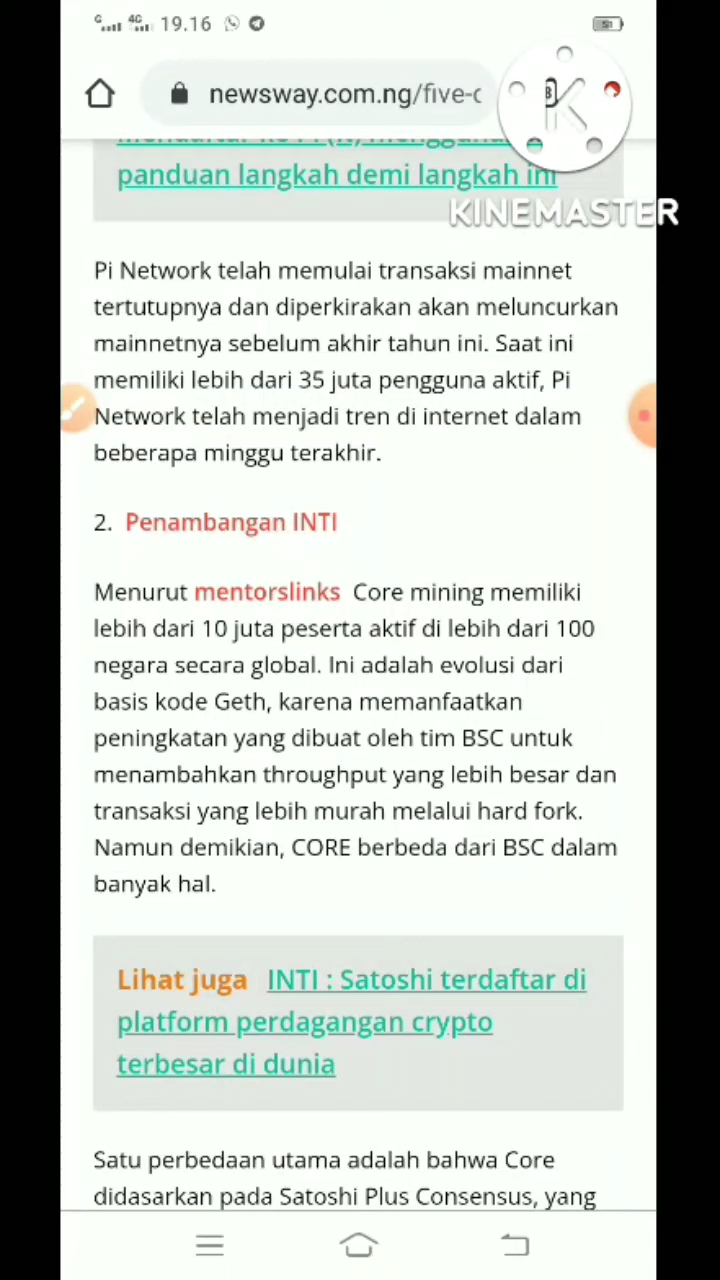 G 4G 19.16 51
newsway.com.ng/five-c
KINEMASTER
panduan langkah demi langkah ini
Pi Network telah memulai transaksi mainnet
tertutupnya dan diperkirakan akan meluncurkan
mainnetnya sebelum akhir tahun ini. Saat ini
memiliki lebih dari 35 juta pengguna aktif, Pi
Network telah menjadi tren di internet dalam
beberapa minggu terakhir.
2. Penambangan INTI
Menurut mentorslinks Core mining memiliki
lebih dari 10 juta peserta aktif di lebih dari 100
negara secara global. Ini adalah evolusi dari
basis kode Geth, karena memanfaatkan
peningkatan yang dibuat oleh tim BSC untuk
menambahkan throughput yang lebih besar dan
transaksi yang lebih murah melalui hard fork.
Namun demikian, CORE berbeda dari BSC dalam
banyak hal.
Lihat juga INTI : Satoshi terdaftar di
platform perdagangan crypto
terbesar di dunia
Satu perbedaan utama adalah bahwa Core
didasarkan pada Satoshi Plus Consensus, yang